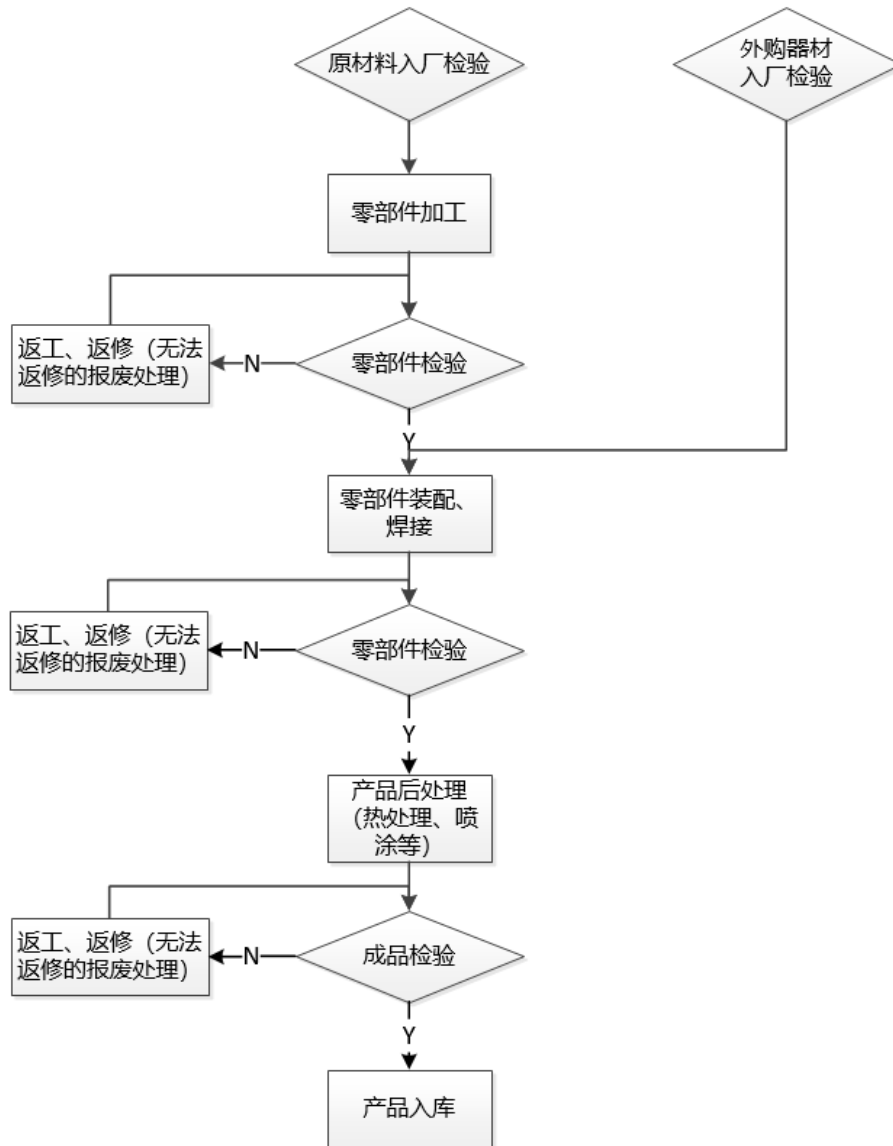 原材料入厂检验
外购器材
入厂检验
零部件加工
返工、返修（无法
返修的报废处理）
N
零部件检验
Y
零部件装配、
焊接
返工、返修（无法
返修的报废处理）
N
零部件检验
Y
产品后处理
（热处理、喷
涂等）
返工、返修（无法
返修的报废处理）
N
成品检验
Y
产品入库